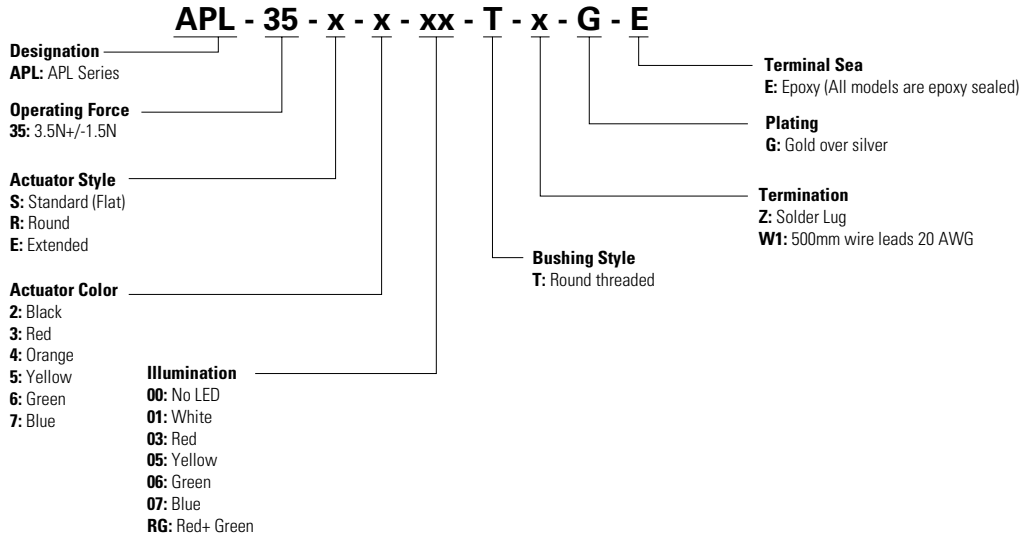 APL - 35 - x - x - xx - T - x - G - E
Designation
APL: APL Series
Operating Force
35: 3.5N+/-1.5N
Actuator Style
S: Standard (Flat)
R: Round
E: Extended
Actuator Color
2: Black
3: Red
4: Orange
5: Yellow
6: Green
7: Blue
Illumination
00: No LED
01: White
03: Red
05: Yellow
06: Green
07: Blue
RG: Red+ Green
Bushing Style
T: Round threaded
Termination
Z: Solder Lug
W1: 500mm wire leads 20 AWG
Plating
G: Gold over silver
Terminal Sea
E: Epoxy (All models are epoxy sealed)